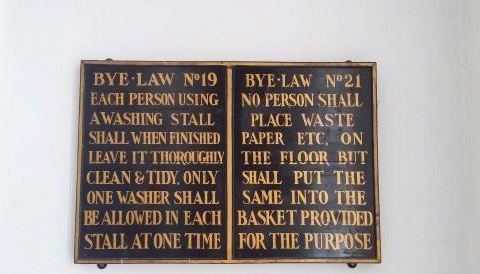 BYE·LAW Nº19
EACH PERSON USING
A WASHING STALL
SHALL WHEN FINISHED
LEAVE IT THOROUGHLY
CLEAN & TIDY, ONLY
ONE WASHER SHALL
BE ALLOWED IN EACH
STALL AT ONE TIME
BYE·LAW Nº21
NO PERSON SHALL
PLACE WASTE
PAPER ETC, ON
THE FLOOR BUT
SHALL PUT THE
SAME INTO THE
BASKET PROVIDED
FOR THE PURPOSE